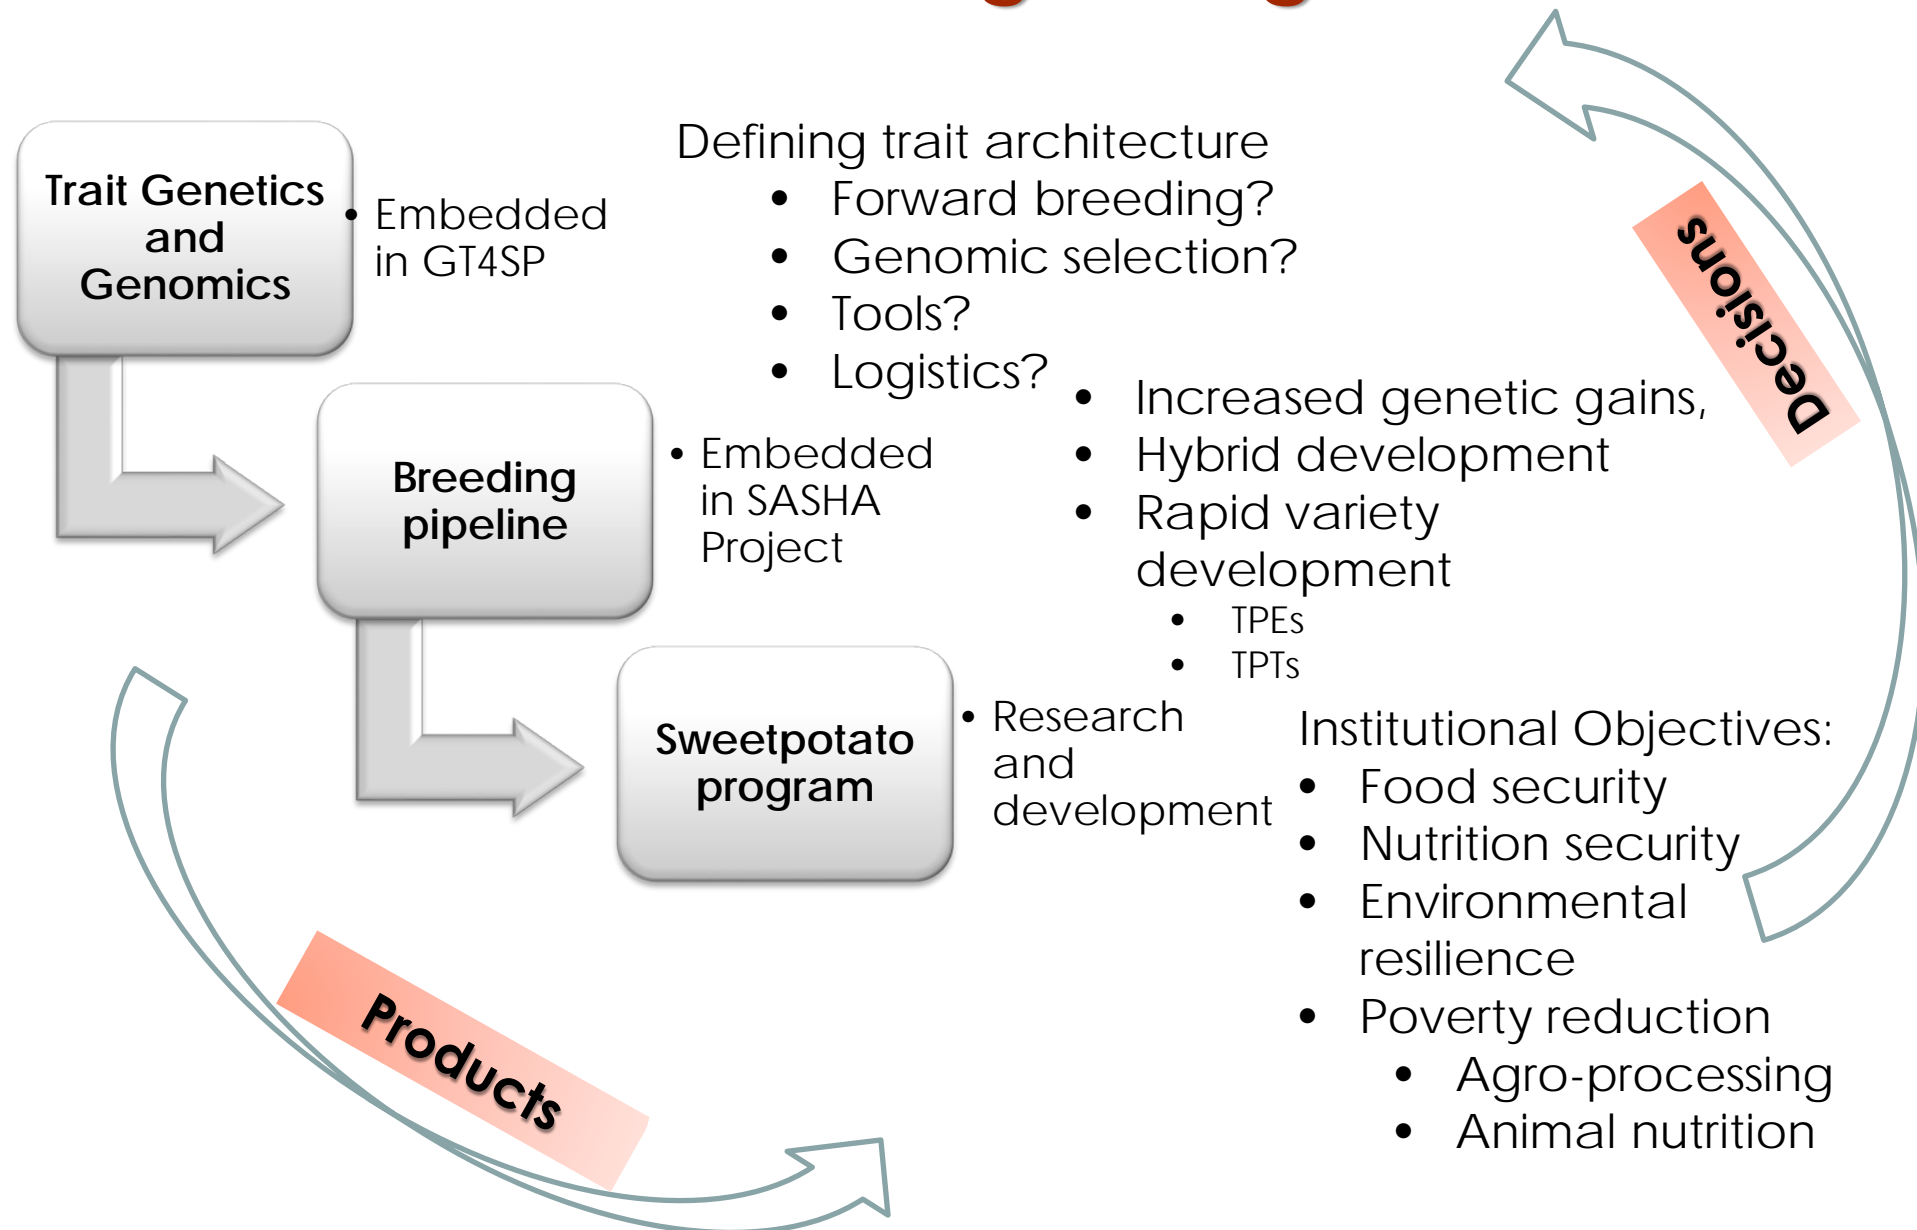 Trait Genetics
and
Genomics
• Embedded
in GT4SP
Defining trait architecture
• Forward breeding?
• Genomic selection?
• Tools?
• Logistics?
Breeding
pipeline
• Embedded
in SASHA
Project
• Increased genetic gains,
• Hybrid development
• Rapid variety
development
• TPEs
• TPTs
Sweetpotato
program
• Research
and
development
Institutional Objectives:
• Food security
• Nutrition security
• Environmental
resilience
• Poverty reduction
• Agro-processing
• Animal nutrition
Decisions
Products